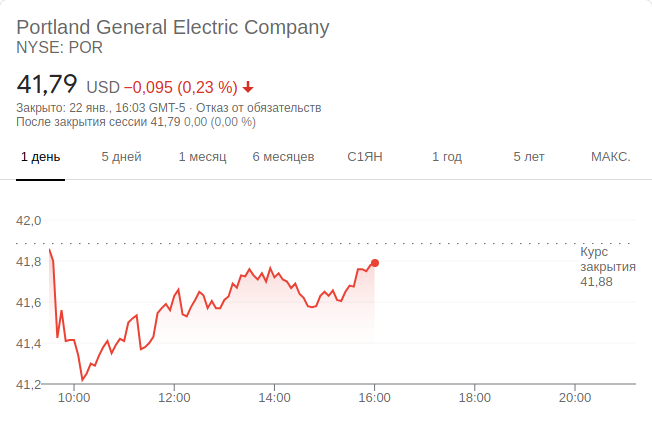 Portland General Electric Company
NYSE: POR
41,79 USD −0,095 (0,23 %)
Закрыто: 22 янв., 16:03 GMT-5 · Отказ от обязательств
После закрытия сессии 41,79 0,00 (0,00 %)
1 день 5 дней 1 месяц 6 месяцев С1ЯН 1 год 5 лет МАКС.
42,0
41,8
41,6
41,4
41,2
Курс
закрытия
41,88
10:00 12:00 14:00 16:00 18:00 20:00